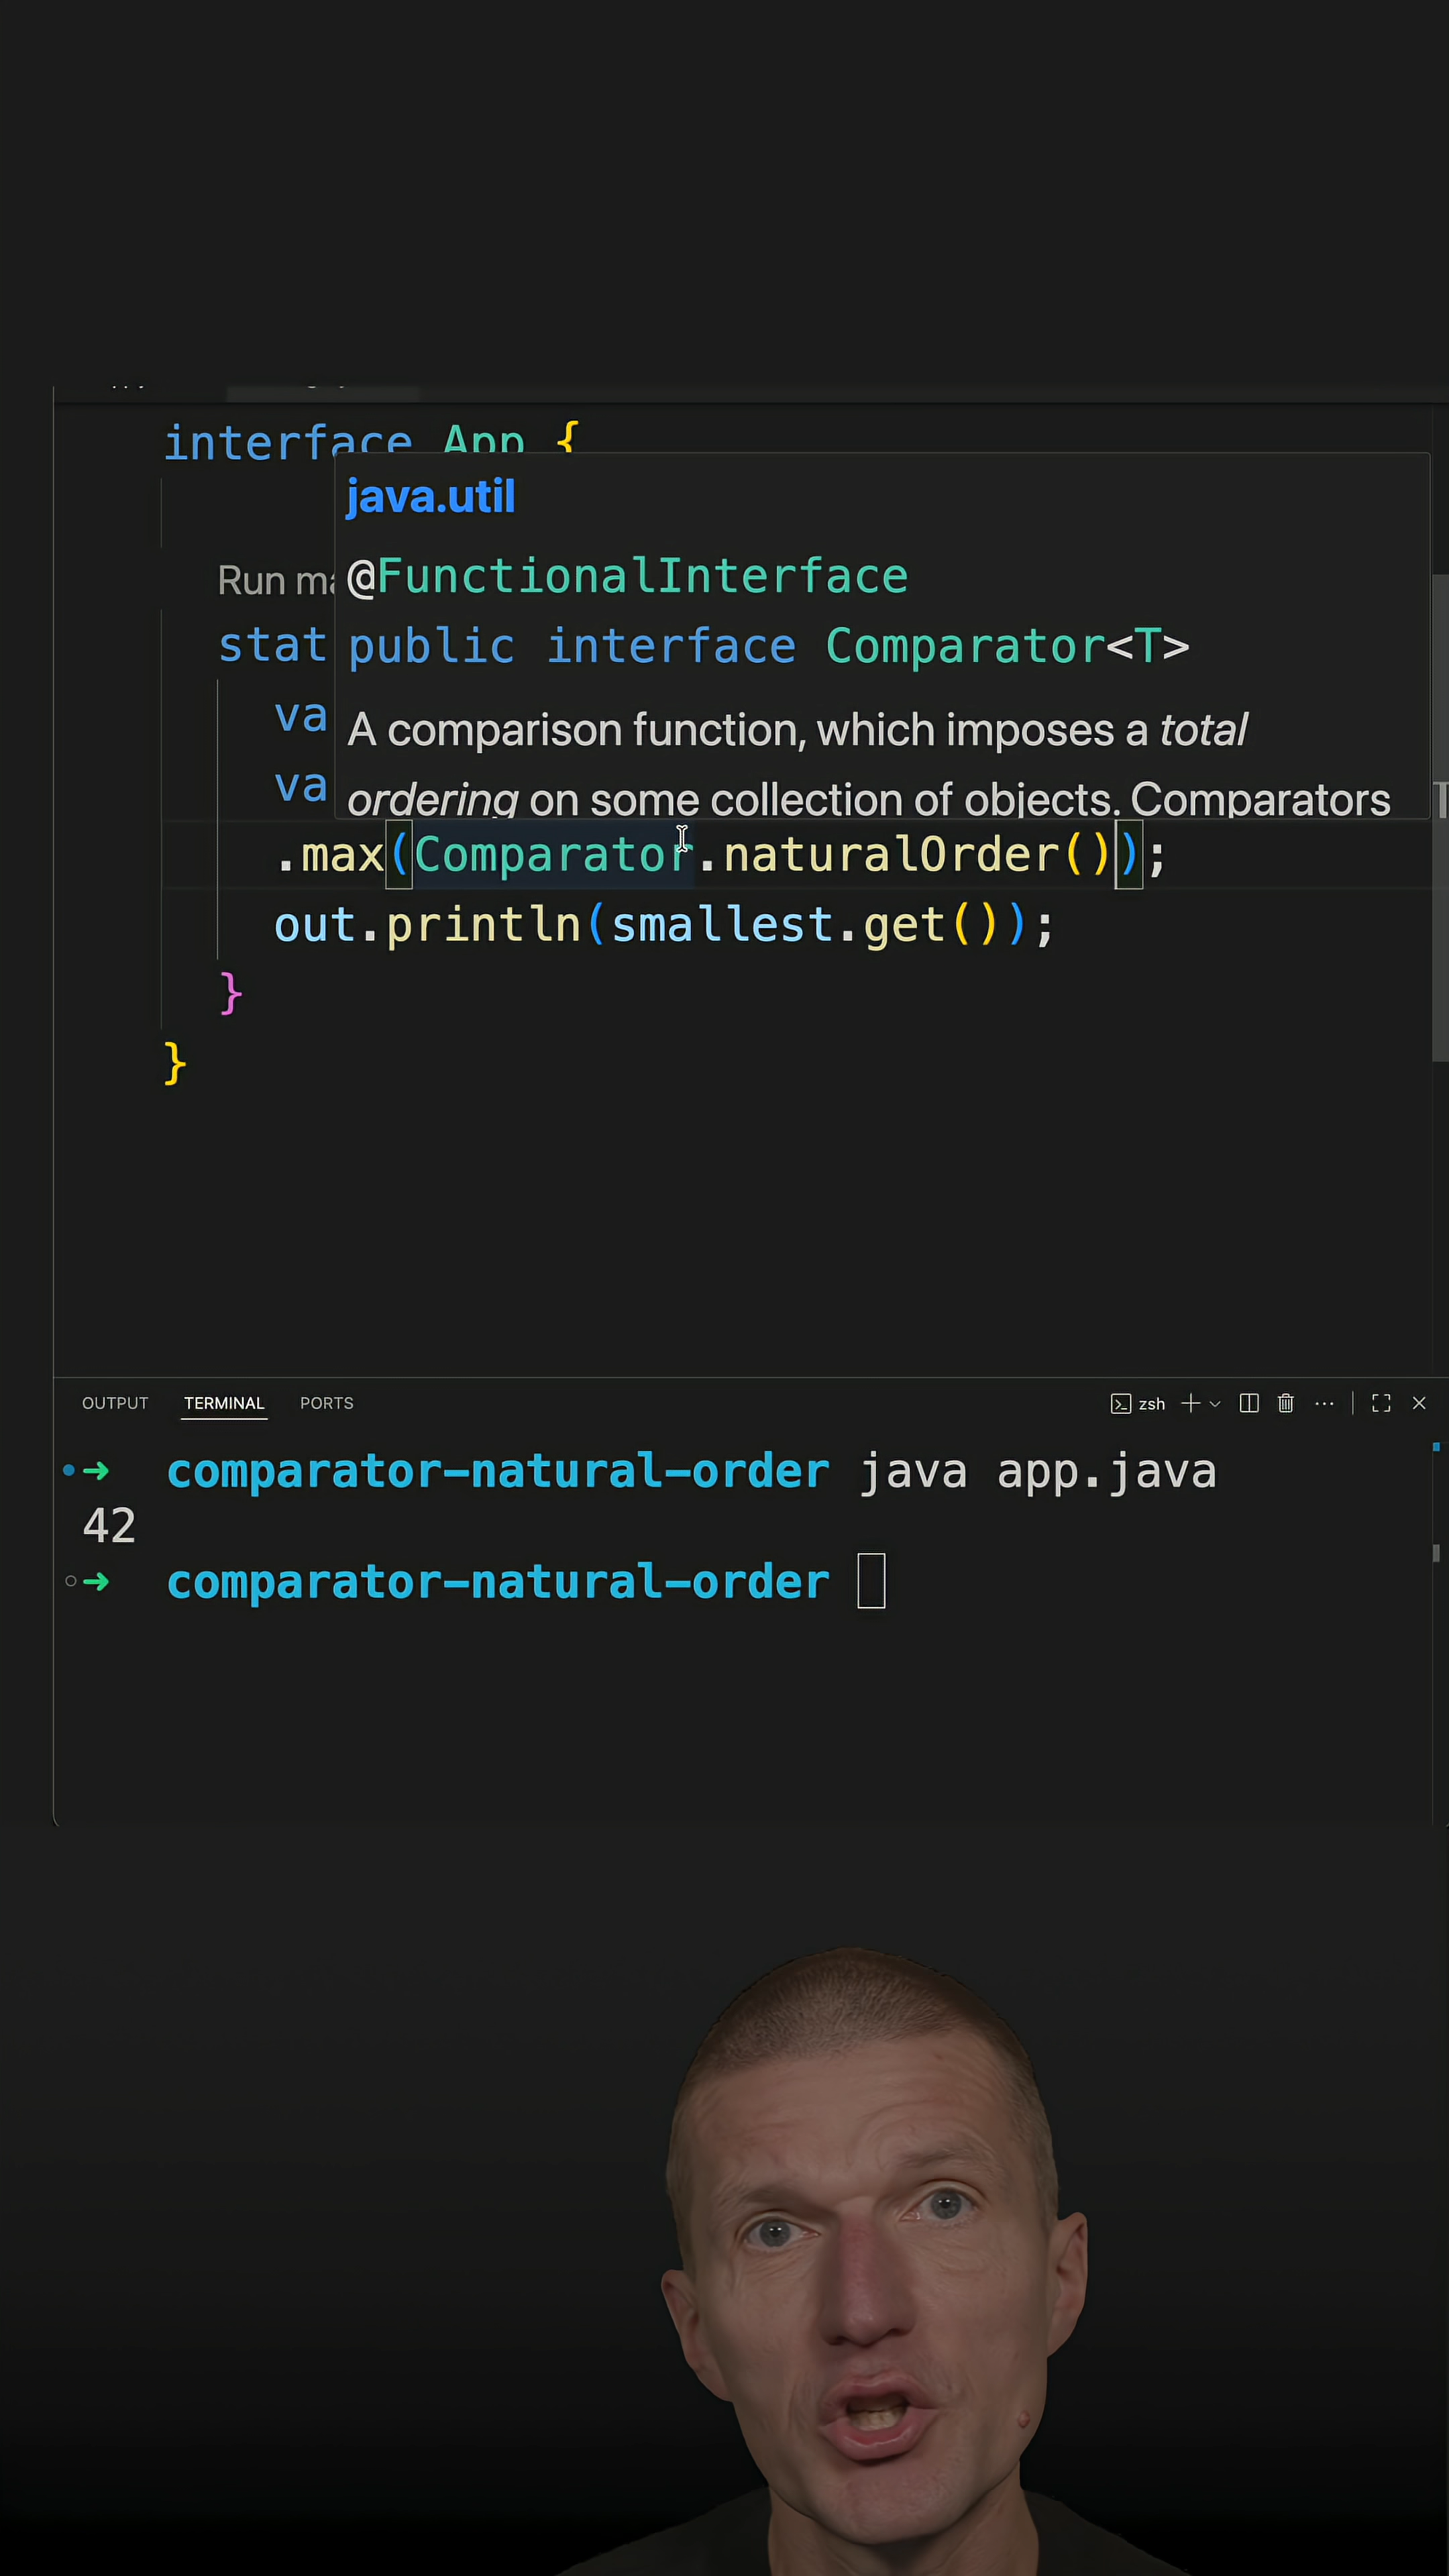 interface App {
java.util
Run ma
@FunctionalInterface
stat
public interface Comparator<T>
va
A comparison function, which imposes a total
va
ordering on some collection of objects. Comparators
.max(Comparator.naturalOrder());
out.println(smallest.get());
}
}
OUTPUT TERMINAL PORTS zsh
➜ comparator-natural-order java app.java
42
➜ comparator-natural-order